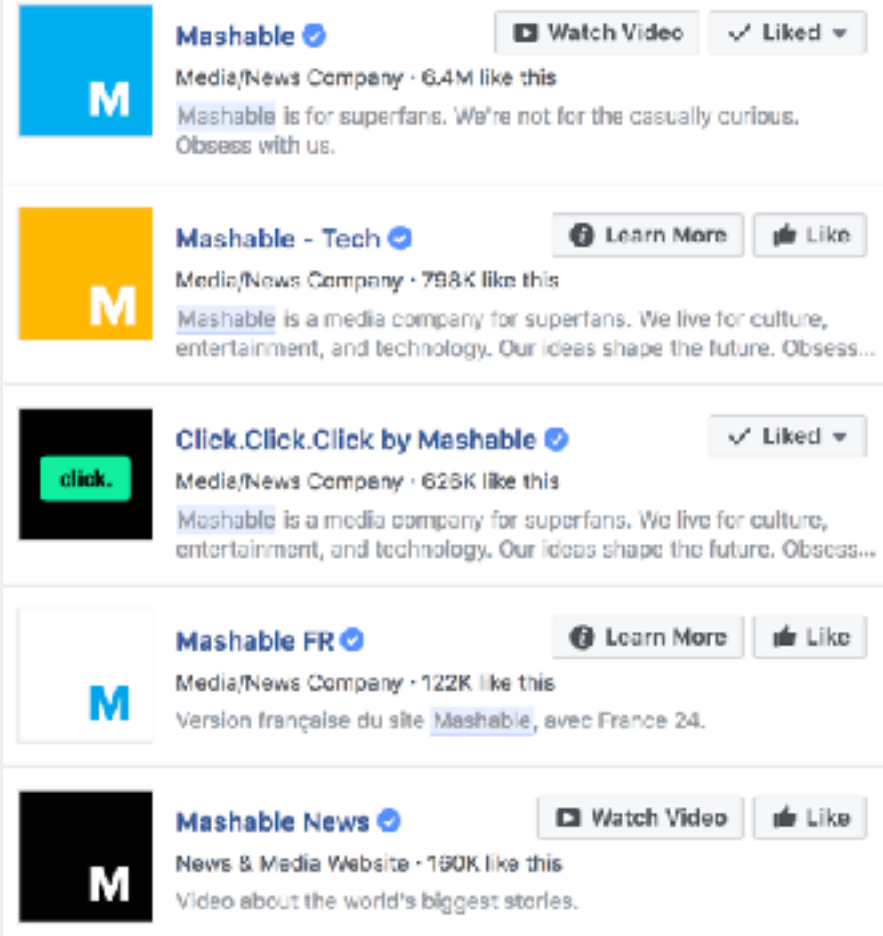 Mashable
Watch Video
Liked
M
Media/News Company · 6.4M like this
Mashable is for superfans. We're not for the casually curious.
Obsess with us.
Mashable - Tech
Learn More
Like
M
Media/News Company · 798K like this
Mashable is a media company for superfans. We live for culture,
entertainment, and technology. Our ideas shape the future. Obsess...
Click.Click.Click by Mashable
Liked
click.
Media/News Company · 626K like this
Mashable is a media company for superfans. We live for culture,
entertainment, and technology. Our ideas shape the future. Obsess...
Mashable FR
Learn More
Like
M
Media/News Company · 122K like this
Version française du site Mashable, avec France 24.
Mashable News
Watch Video
Like
M
News & Media Website · 160K like this
Video about the world's biggest stories.